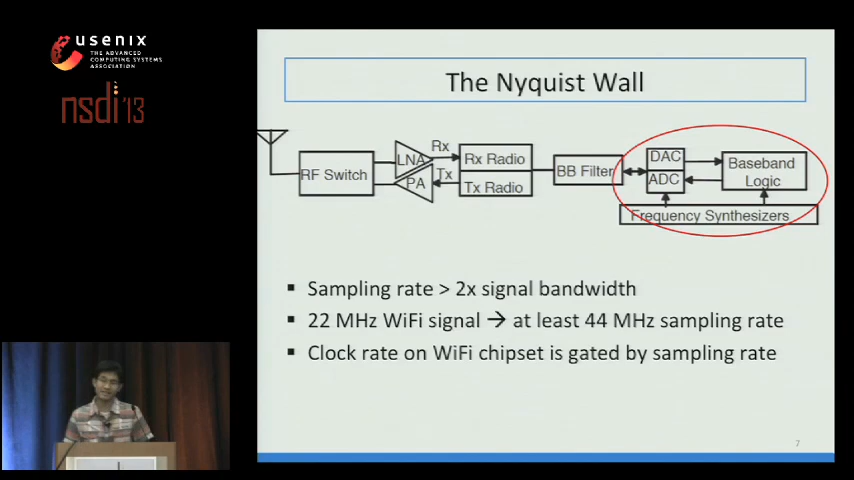 usenix
THE ADVANCED
COMPUTING SYSTEMS
ASSOCIATION
nsdi '13
The Nyquist Wall
RF Switch
LNA
PA
Rx
Tx
Rx Radio
Tx Radio
BB Filter
DAC
ADC
Baseband
Logic
Frequency Synthesizers
▪ Sampling rate > 2x signal bandwidth
▪ 22 MHz WiFi signal → at least 44 MHz sampling rate
▪ Clock rate on WiFi chipset is gated by sampling rate
7